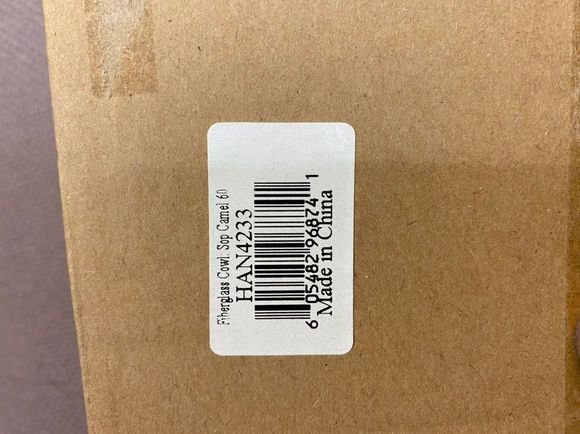 Fiberglass Cowl. Sop Camel 60
HAN4233
6 05482 96874 1
Made in China